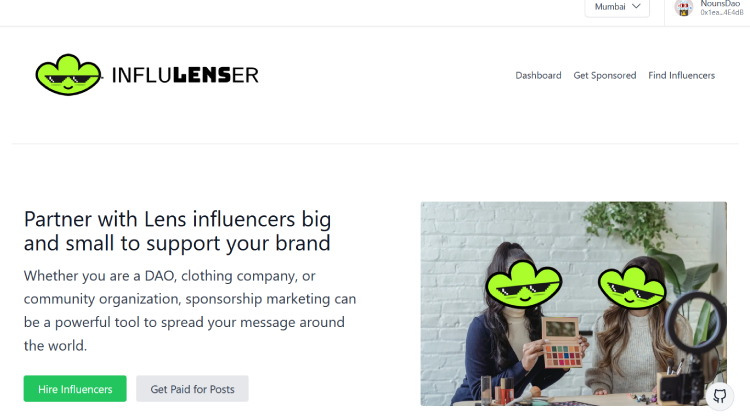 Mumbai
NounsDao
0x1ea...4E4dB
INFLULENSER
Dashboard Get Sponsored Find Influencers
Partner with Lens influencers big
and small to support your brand
Whether you are a DAO, clothing company, or
community organization, sponsorship marketing can
be a powerful tool to spread your message around
the world.
Hire Influencers Get Paid for Posts